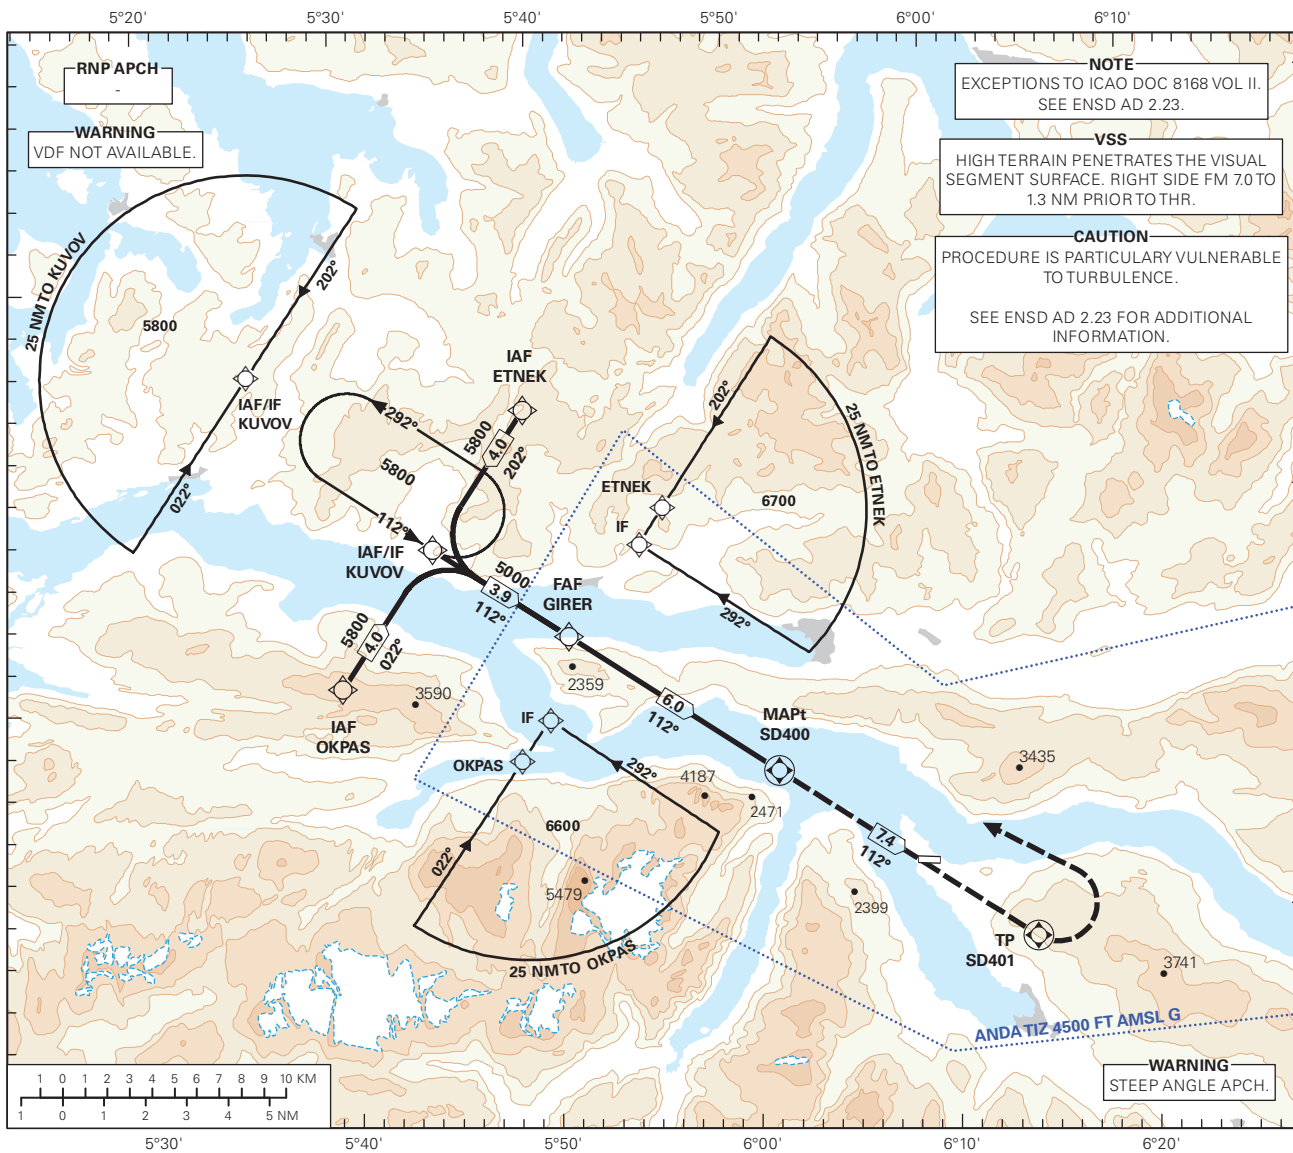 5°20'
5°30'
5°40'
5°50'
6°00'
6°10'
RNP APCH
-
WARNING
VDF NOT AVAILABLE.
NOTE
EXCEPTIONS TO ICAO DOC 8168 VOL II.
SEE ENSD AD 2.23.
VSS
HIGH TERRAIN PENETRATES THE VISUAL
SEGMENT SURFACE. RIGHT SIDE FM 7.0 TO
1.3 NM PRIOR TO THR.
CAUTION
PROCEDURE IS PARTICULARY VULNERABLE
TO TURBULENCE.
SEE ENSD AD 2.23 FOR ADDITIONAL
INFORMATION.
25 NM TO KUVOV
5800
202°
IAF/IF
KUVOV
022°
IAF
ETNEK
292°
5800
4.0
202°
5800
112°
IAF/IF
KUVOV
202°
25 NM TO ETNEK
ETNEK
6700
IF
292°
5000
3.9
112°
FAF
GIRER
5800
4.0
022°
IAF
OKPAS
3590
2359
6.0
112°
MAPt
SD400
IF
OKPAS
292°
4187
2471
3435
6600
022°
5479
25 NM TO OKPAS
7.4
112°
2399
TP
SD401
3741
ANDA TIZ 4500 FT AMSL G
WARNING
STEEP ANGLE APCH.
1 0 1 2 3 4 5 6 7 8 9 10 KM
1 0 1 2 3 4 5 NM
5°30'
5°40'
5°50'
6°00'
6°10'
6°20'